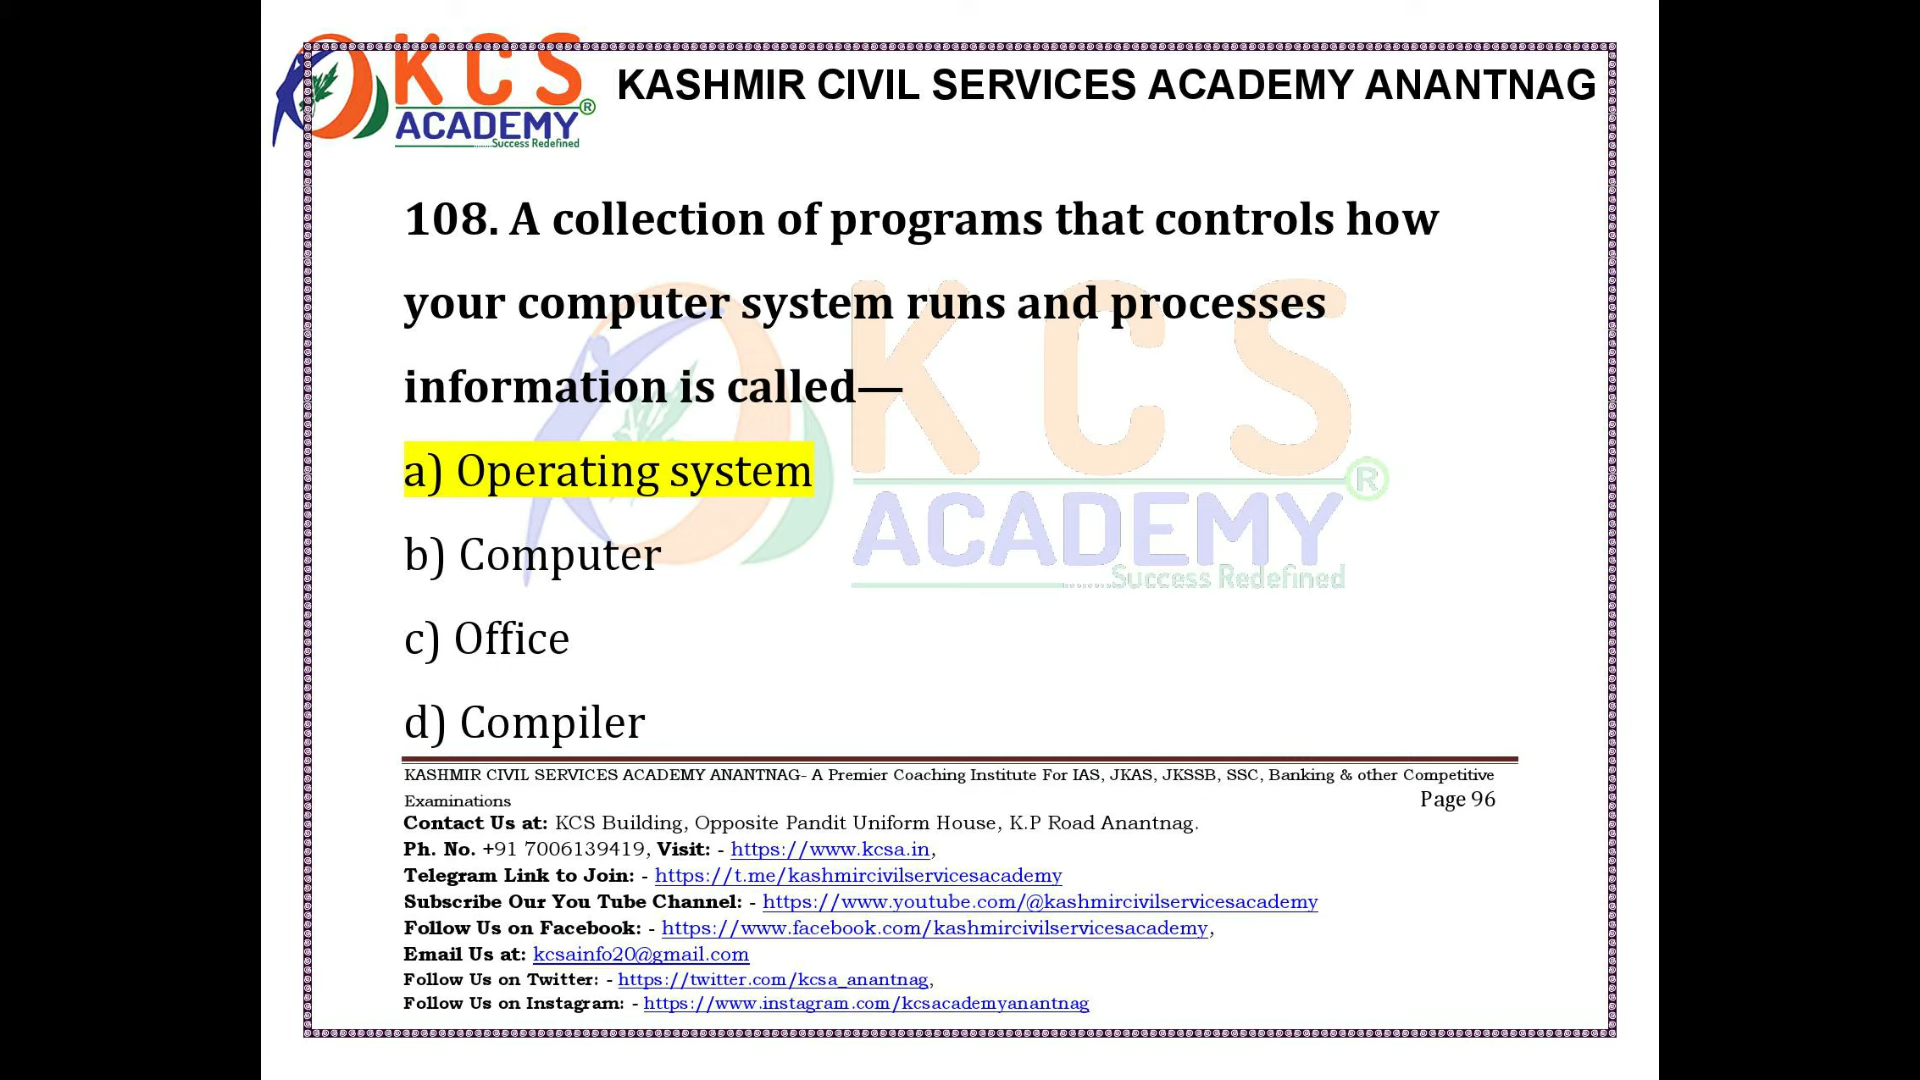 KCS
ACADEMY®
......Success Redefined
KASHMIR CIVIL SERVICES ACADEMY ANANTNAG
108. A collection of programs that controls how
your computer system runs and processes
information is called—
a) Operating system
b) Computer
c) Office
d) Compiler
KCS
ACADEMY®
........Success Redefined
KASHMIR CIVIL SERVICES ACADEMY ANANTNAG- A Premier Coaching Institute For IAS, JKAS, JKSSB, SSC, Banking & other Competitive
Examinations Page 96
Contact Us at: KCS Building, Opposite Pandit Uniform House, K.P Road Anantnag.
Ph. No. +91 7006139419, Visit: - https://www.kcsa.in,
Telegram Link to Join: - https://t.me/kashmircivilservicesacademy
Subscribe Our You Tube Channel: - https://www.youtube.com/@kashmircivilservicesacademy
Follow Us on Facebook: - https://www.facebook.com/kashmircivilservicesacademy,
Email Us at: kcsainfo20@gmail.com
Follow Us on Twitter: - https://twitter.com/kcsa_anantnag,
Follow Us on Instagram: - https://www.instagram.com/kcsacademyanantnag